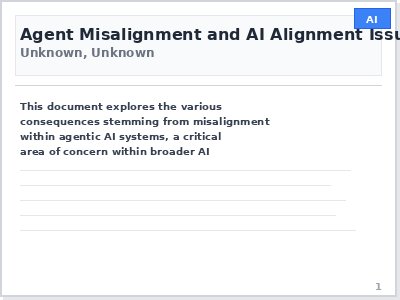 AI
Agent Misalignment and AI Alignment Issu
Unknown, Unknown
This document explores the various
consequences stemming from misalignment
within agentic AI systems, a critical
area of concern within broader AI
1